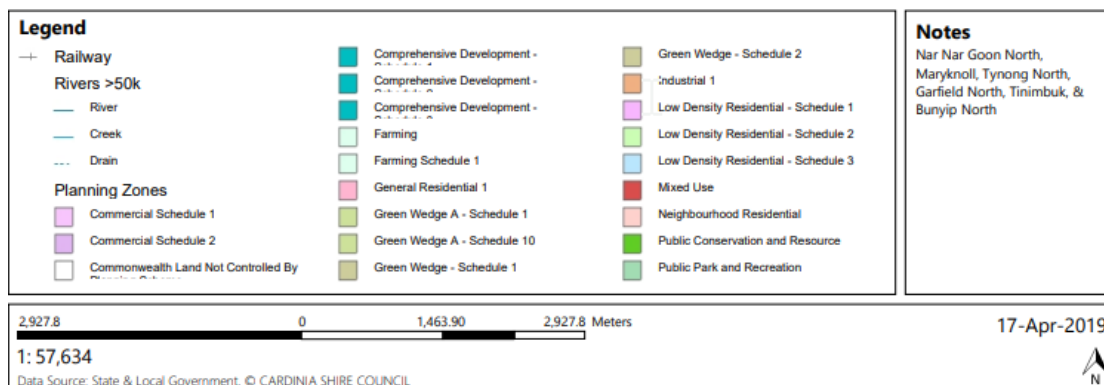 Legend
Railway
Rivers >50k
River
Creek
Drain
Planning Zones
Commercial Schedule 1
Commercial Schedule 2
Commonwealth Land Not Controlled By
Comprehensive Development -
Comprehensive Development -
Comprehensive Development -
Farming
Farming Schedule 1
General Residential 1
Green Wedge A - Schedule 1
Green Wedge A - Schedule 10
Green Wedge - Schedule 1
Green Wedge - Schedule 2
Industrial 1
Low Density Residential - Schedule 1
Low Density Residential - Schedule 2
Low Density Residential - Schedule 3
Mixed Use
Neighbourhood Residential
Public Conservation and Resource
Public Park and Recreation
Notes
Nar Nar Goon North,
Maryknoll, Tynong North,
Garfield North, Tinimbuk, &
Bunyip North
2,927.8 0 1,463.90 2,927.8 Meters
17-Apr-2019
1: 57,634
Data Source: State & Local Government. © CARDINIA SHIRE COUNCIL
N